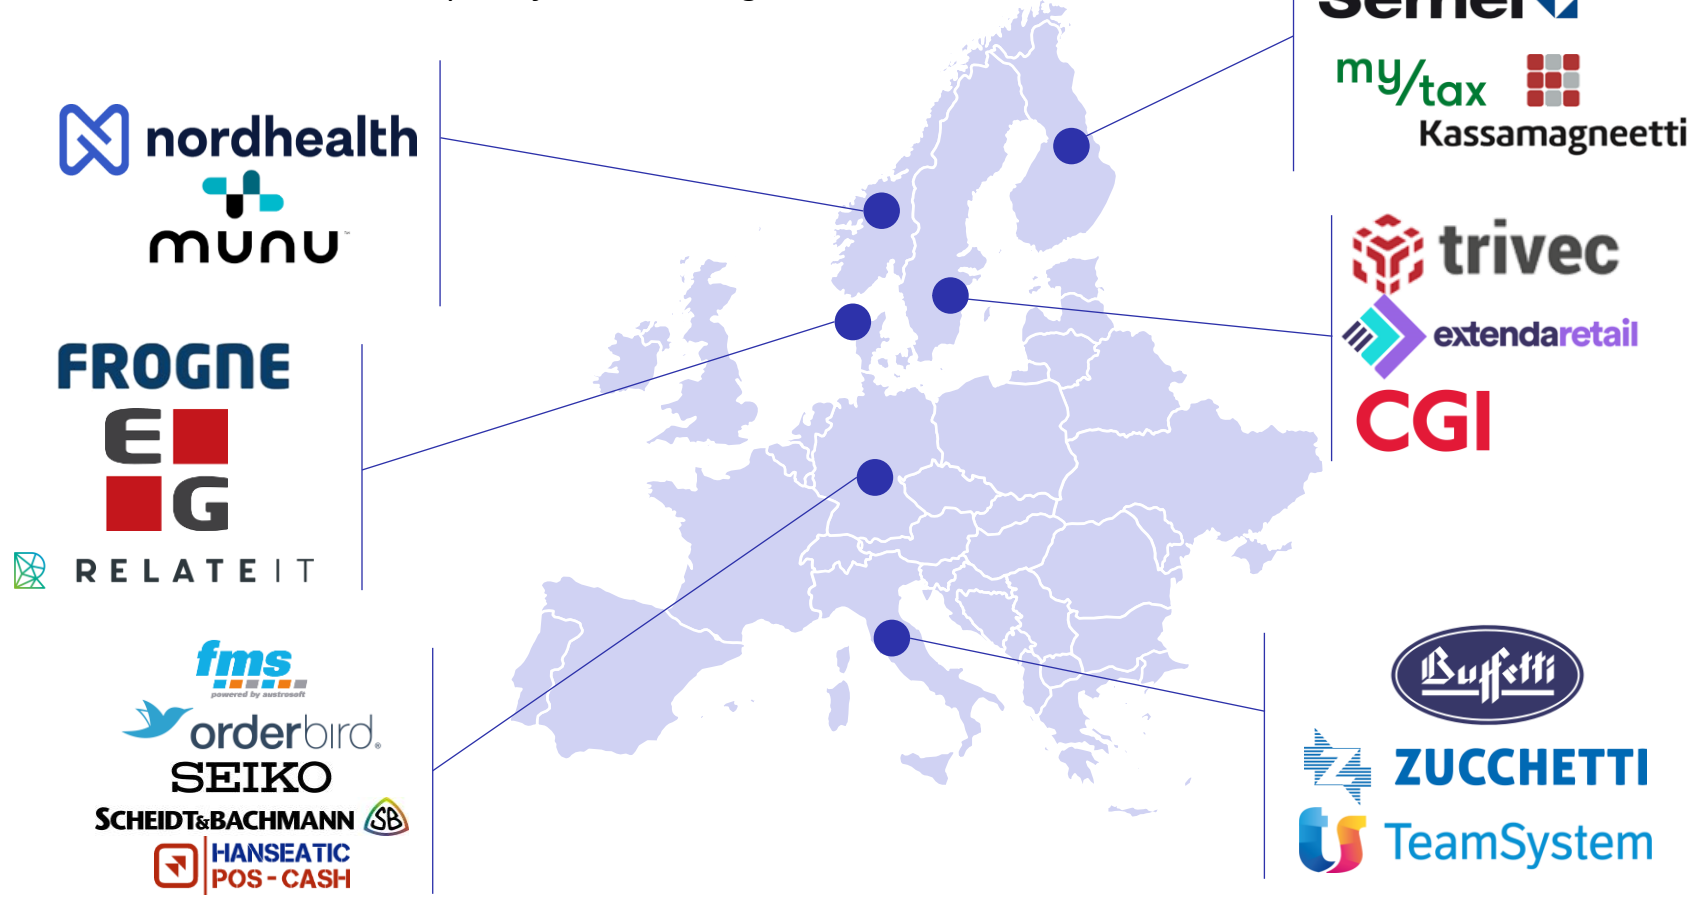 nordhealth
munu
FROGNE
EG
RELATEIT
fms
powered by austrosoft
orderbird.
SEIKO
SCHEIDT&BACHMANN SB
HANSEATIC
POS-CASH
my/tax
Kassamagneetti
trivec
extendaretail
CGI
Buffetti
ZUCCHETTI
TeamSystem